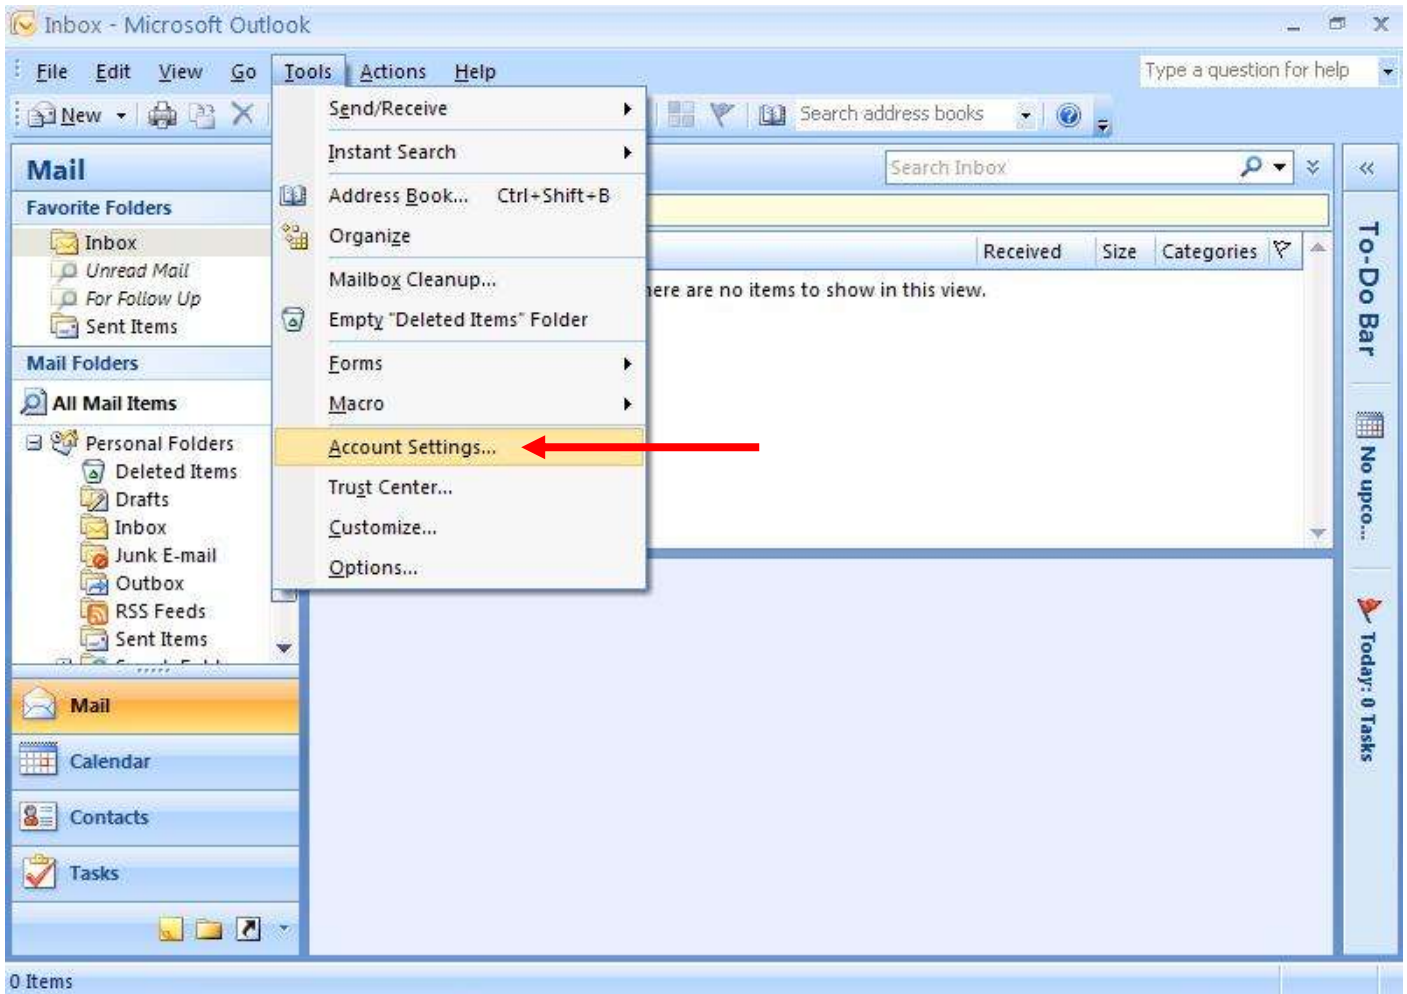 Inbox - Microsoft Outlook
File Edit View Go Tools Actions Help
Type a question for help
New
Search address books
Send/Receive
Instant Search
Address Book... Ctrl+Shift+B
Organize
Mailbox Cleanup...
Empty "Deleted Items" Folder
Forms
Macro
Account Settings...
Trust Center...
Customize...
Options...
Mail
Favorite Folders
Inbox
Unread Mail
For Follow Up
Sent Items
Mail Folders
All Mail Items
Personal Folders
Deleted Items
Drafts
Inbox
Junk E-mail
Outbox
RSS Feeds
Sent Items
Mail
Calendar
Contacts
Tasks
Search Inbox
Received Size Categories
here are no items to show in this view.
To-Do Bar
No upco...
Today: 0 Tasks
0 Items